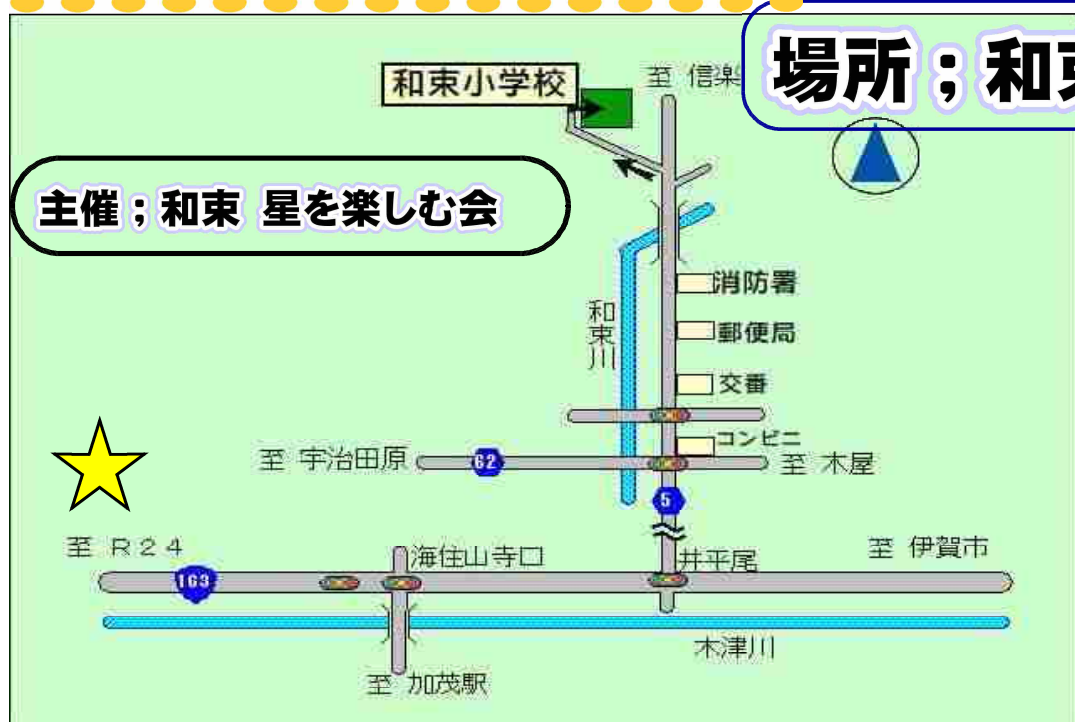 場所；和束
和束小学校
至 信楽
主催；和束 星を楽しむ会
消防署
和束川
郵便局
交番
コンビニ
至 宇治田原
62
至 木屋
5
至 R24
海住山寺口
井平尾
至 伊賀市
163
木津川
至 加茂駅